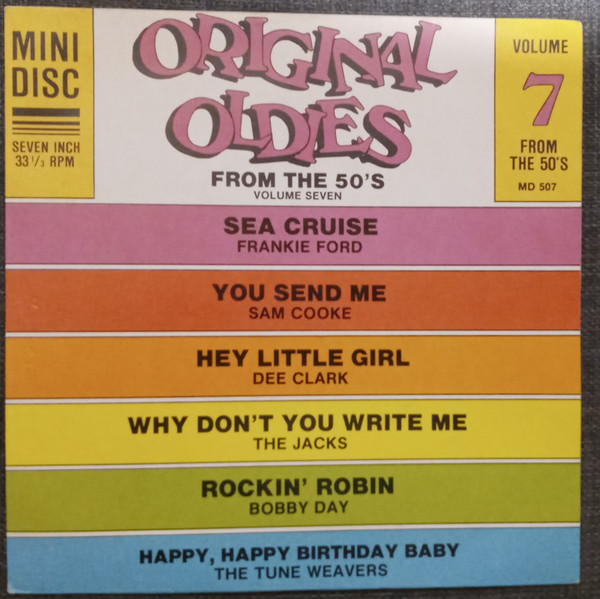 MINI
DISC
SEVEN INCH
33 1/3 RPM
ORIGINAL
OLDIES
FROM THE 50'S
VOLUME SEVEN
VOLUME
7
FROM
THE 50'S
MD 507
SEA CRUISE
FRANKIE FORD
YOU SEND ME
SAM COOKE
HEY LITTLE GIRL
DEE CLARK
WHY DON'T YOU WRITE ME
THE JACKS
ROCKIN' ROBIN
BOBBY DAY
HAPPY, HAPPY BIRTHDAY BABY
THE TUNE WEAVERS